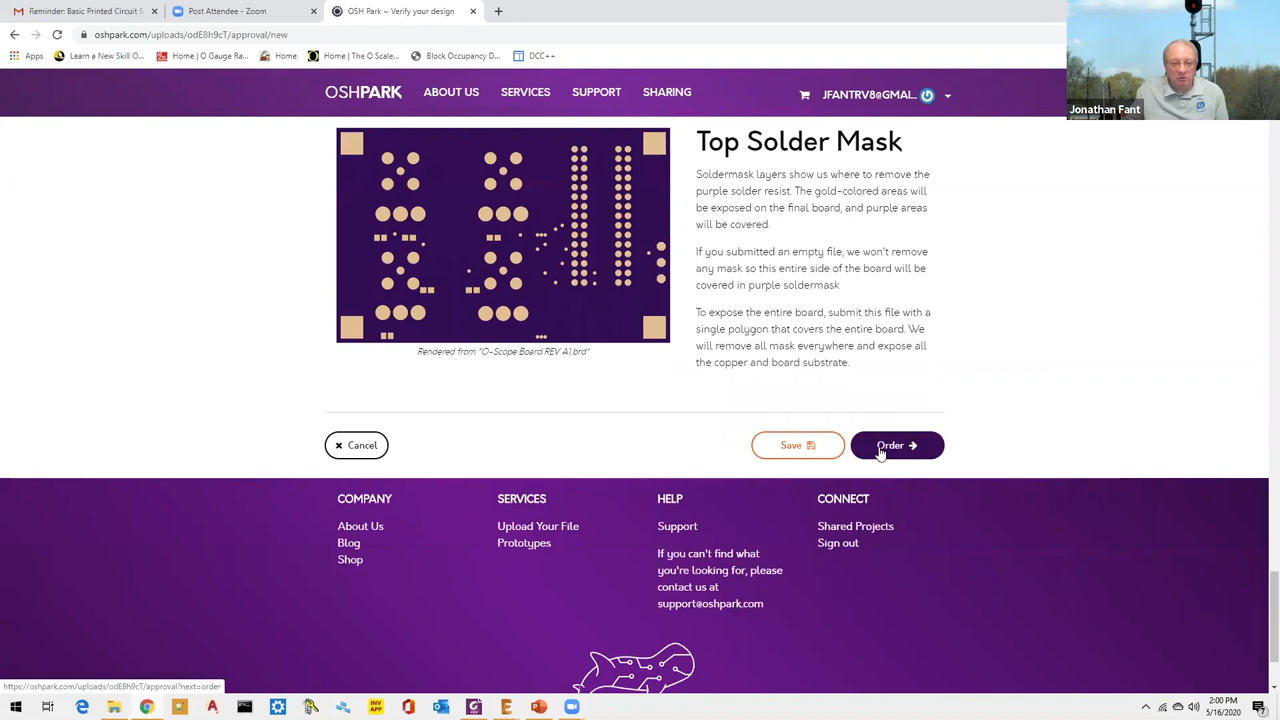 Reminden Basic Printed Circuit B
Post Attendee - Zoom
OSH Park ~ Verify your design
oshpark.com/uploads/odE8h9cT/approval/new
Apps
Learn a New Skill O...
Home | O Gauge Ra...
Home
Home | The O Scale...
Block Occupancy D...
DCC++
Jonathan Fant
OSHPARK
ABOUT US
SERVICES
SUPPORT
SHARING
JFANTRV8@GMAI...
Top Solder Mask
Soldermask layers show us where to remove the
purple solder resist. The gold-colored areas will
be exposed on the final board, and purple areas
will be covered.
If you submitted an empty file, we won't remove
any mask so this entire side of the board will be
covered in purple soldermask
To expose the entire board, submit this file with a
single polygon that covers the entire board. We
will remove all mask everywhere and expose all
the copper and board substrate.
Rendered from "O-Scope Board REV A1.brd"
Cancel
Save
Order
COMPANY
About Us
Blog
Shop
SERVICES
Upload Your File
Prototypes
HELP
Support
If you can't find what
you're looking for, please
contact us at
support@oshpark.com
CONNECT
Shared Projects
Sign out
https://oshpark.com/uploads/odE8h9cT/approval?next=order
INV
APP
2:00 PM
5/16/2020